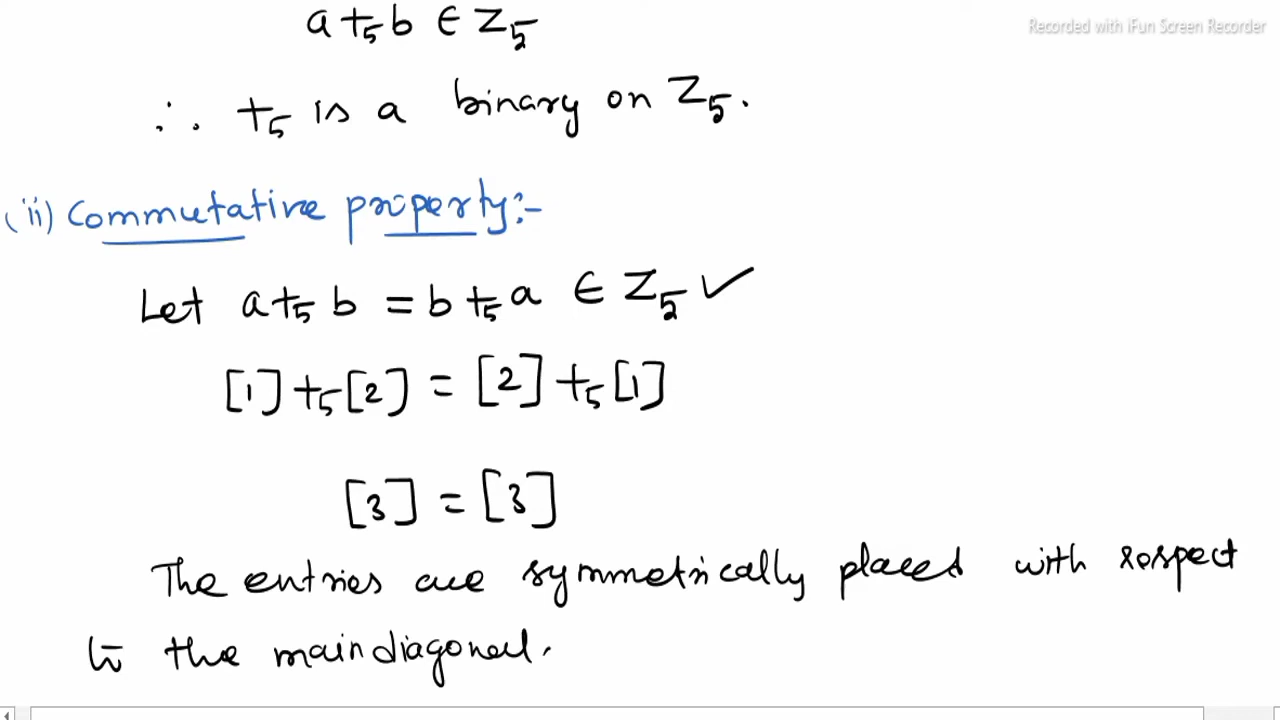 a +₅ b ∈ Z₅
Recorded with iFun Screen Recorder
∴ +₅ is a binary on Z₅.
(ii) Commutative property:-
Let a +₅ b = b +₅ a ∈ Z₅ ✓
[1] +₅ [2] = [2] +₅ [1]
[3] = [3]
The entries are symmetrically placed with respect
to the main diagonal.